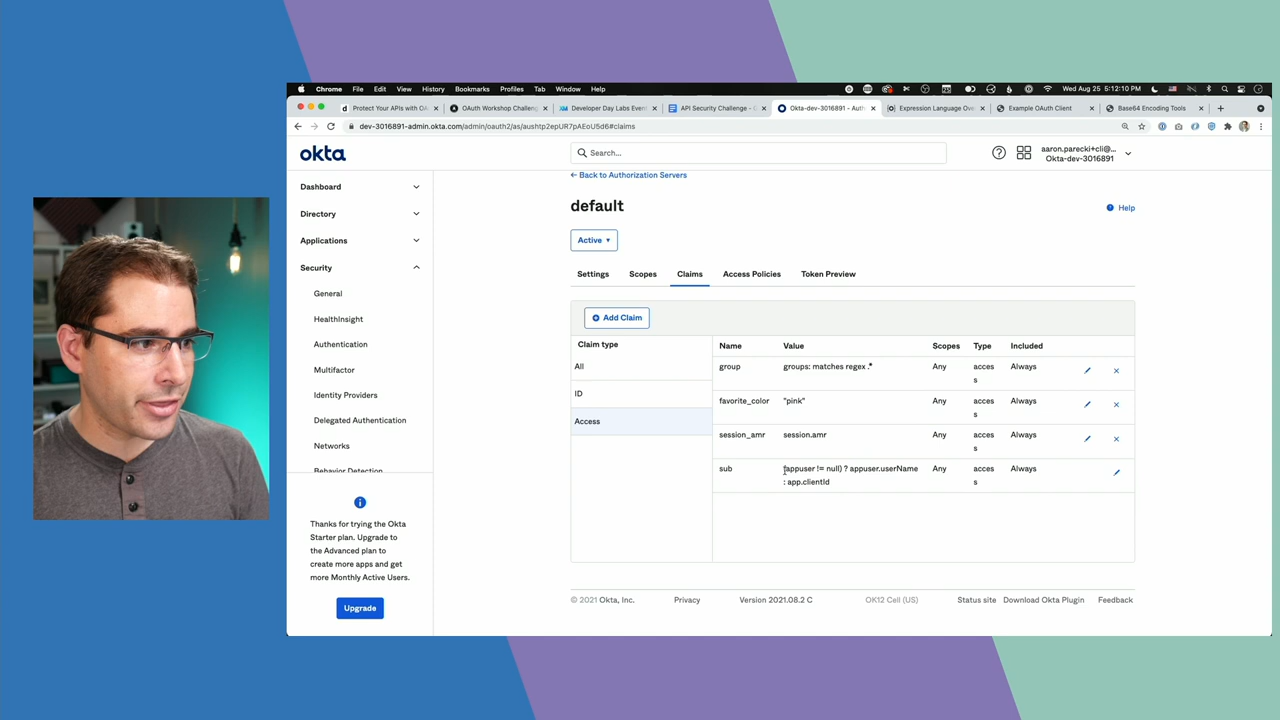 Chrome File Edit View History Bookmarks Profiles Tab Window Help
Wed Aug 25 5:12:10 PM
Protect Your APIs with OA
OAuth Workshop Challeng
Developer Day Labs Event
API Security Challenge - G
Okta-dev-3016891 - Auth
Expression Language Ove
Example OAuth Client
Base64 Encoding Tools
dev-3016891-admin.okta.com/admin/oauth2/as/aushtp2epUR7pAEoU5d6#claims
okta
Search...
aaron.parecki+cli@...
Okta-dev-3016891
Dashboard
Directory
Applications
Security
General
HealthInsight
Authentication
Multifactor
Identity Providers
Delegated Authentication
Networks
Behavior Detection
Thanks for trying the Okta
Starter plan. Upgrade to
the Advanced plan to
create more apps and get
more Monthly Active Users.
Upgrade
← Back to Authorization Servers
default
Help
Active
Settings Scopes Claims Access Policies Token Preview
Add Claim
Claim type
All
ID
Access
Name Value Scopes Type Included
group groups: matches regex .* Any acces Always
s
favorite_color "pink" Any acces Always
s
session_amr session.amr Any acces Always
s
sub (appuser != null) ? appuser.userName Any acces Always
: app.clientId s
© 2021 Okta, Inc. Privacy Version 2021.08.2 C OK12 Cell (US) Status site Download Okta Plugin Feedback